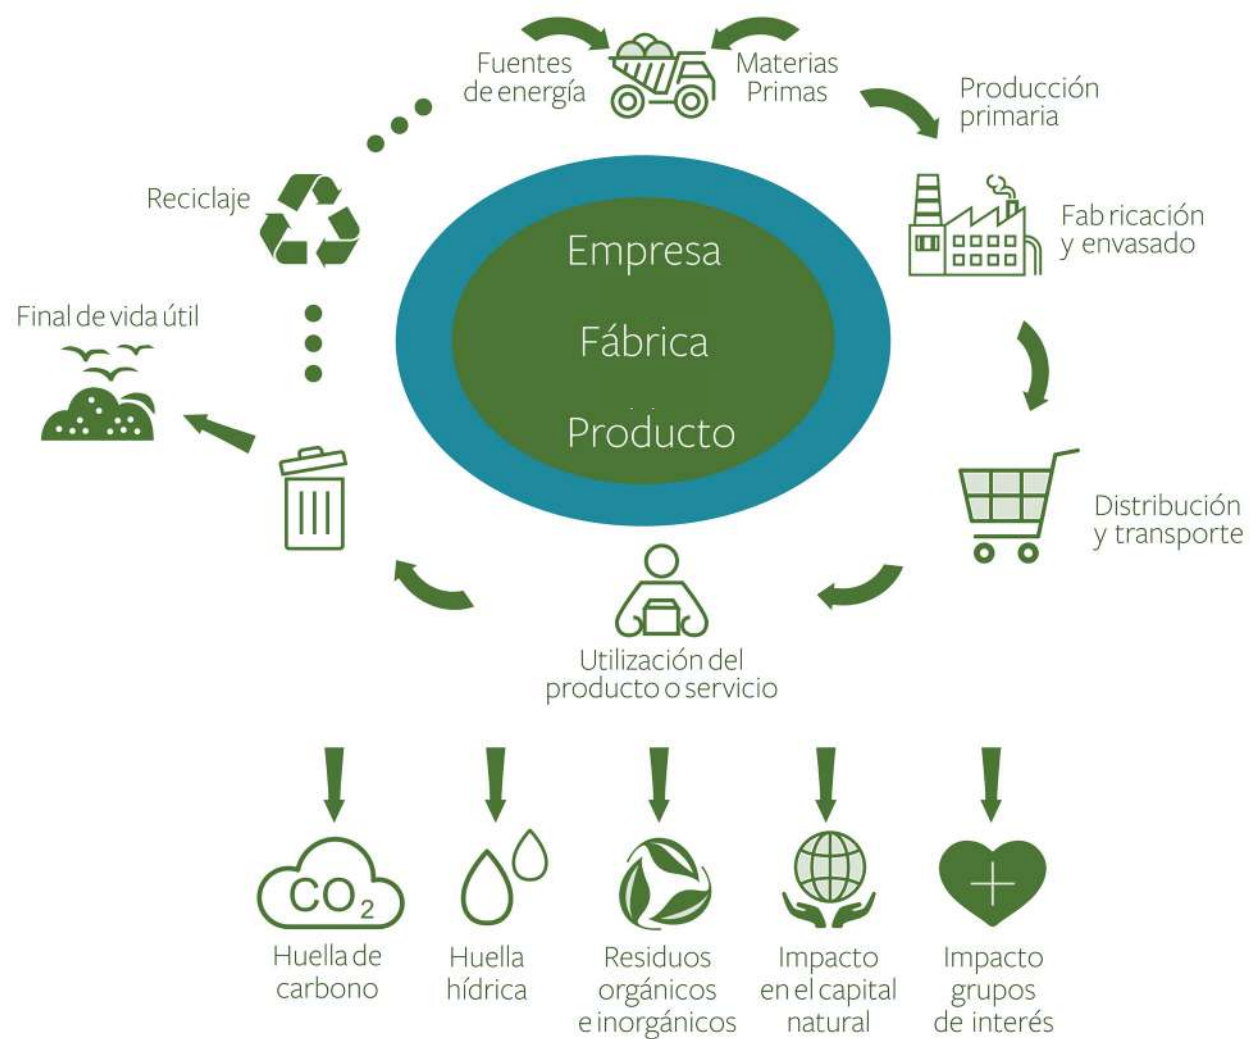 Fuentes
de energía
Materias
Primas
Producción
primaria
Reciclaje
Fab ricación
y envasado
Empresa
Fábrica
Producto
Final de vida útil
Distribución
y transporte
Utilización del
producto o servicio
CO₂
Huella de
carbono
Huella
hídrica
Residuos
orgánicos
e inorgánicos
Impacto
en el capital
natural
Impacto
grupos
de interés